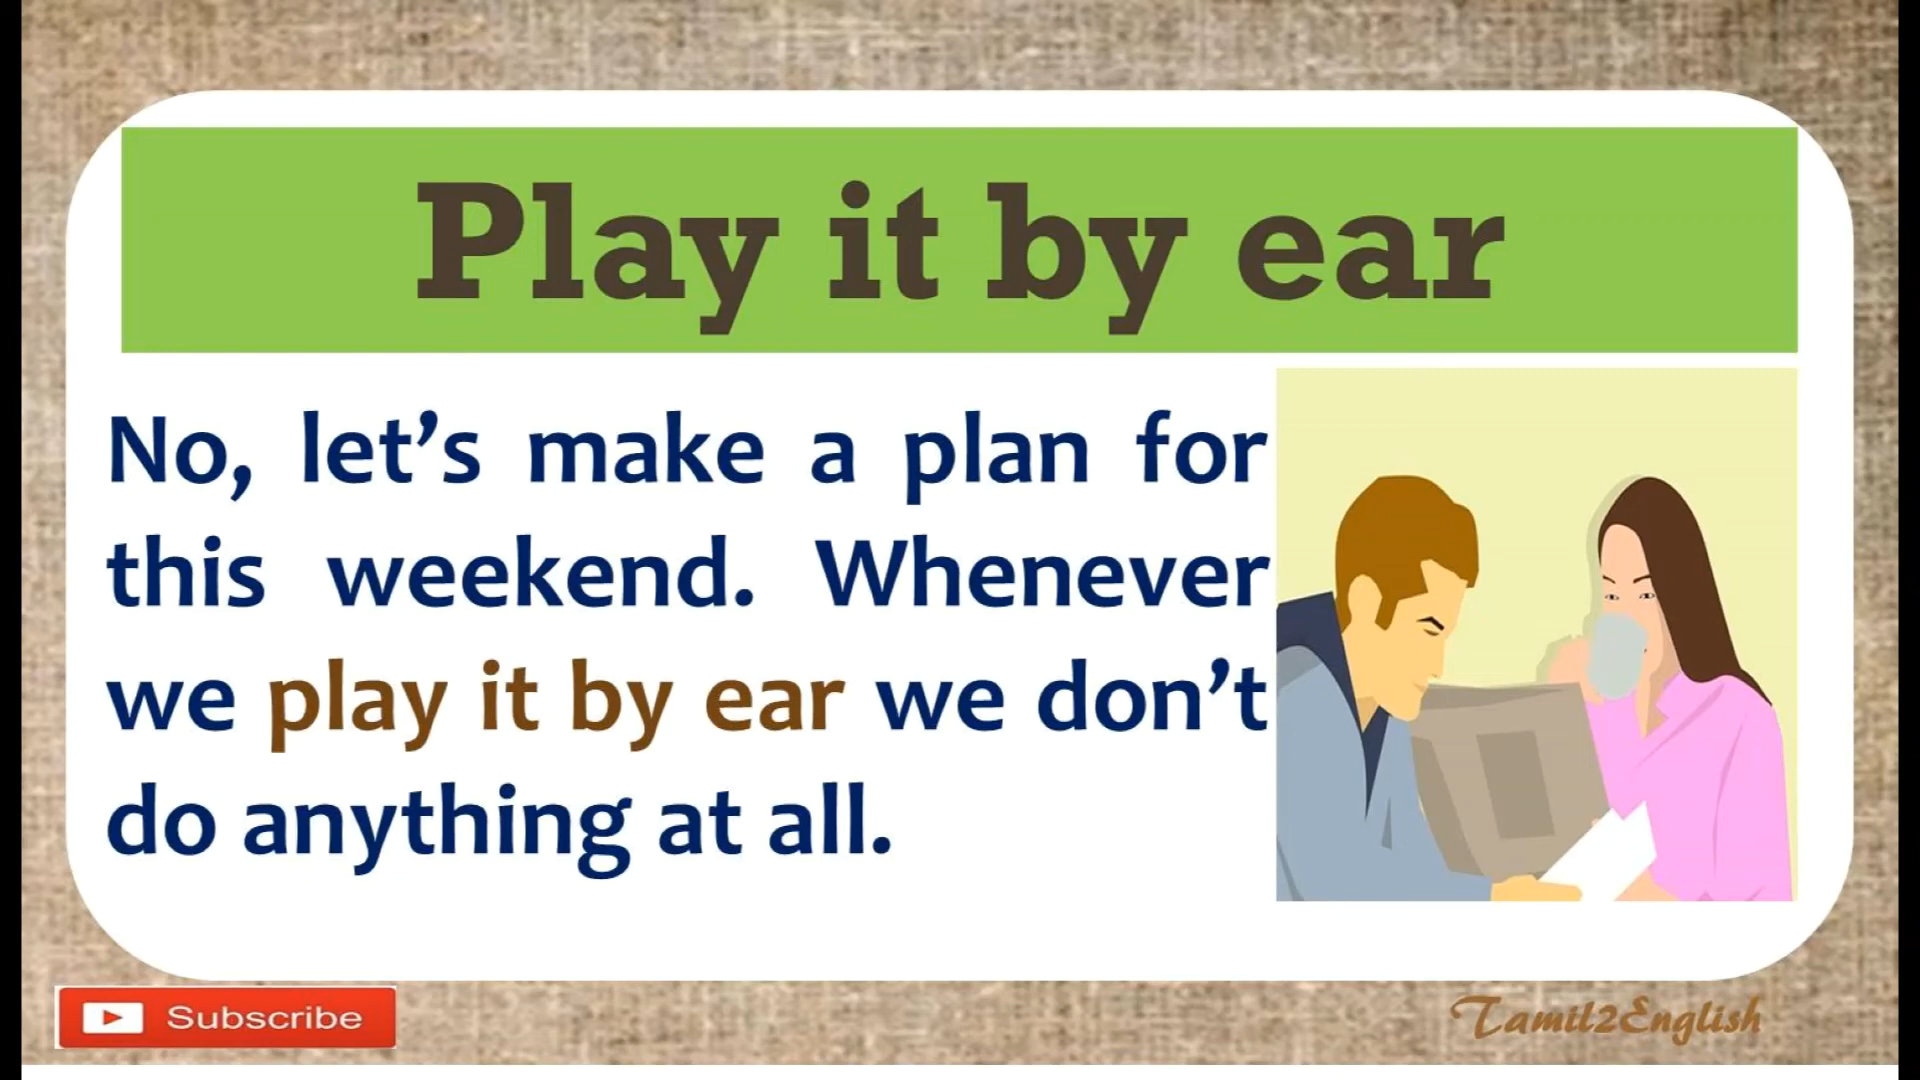 Play it by ear
No, let’s make a plan for
this weekend. Whenever
we play it by ear we don’t
do anything at all.
Subscribe
Tamil2English